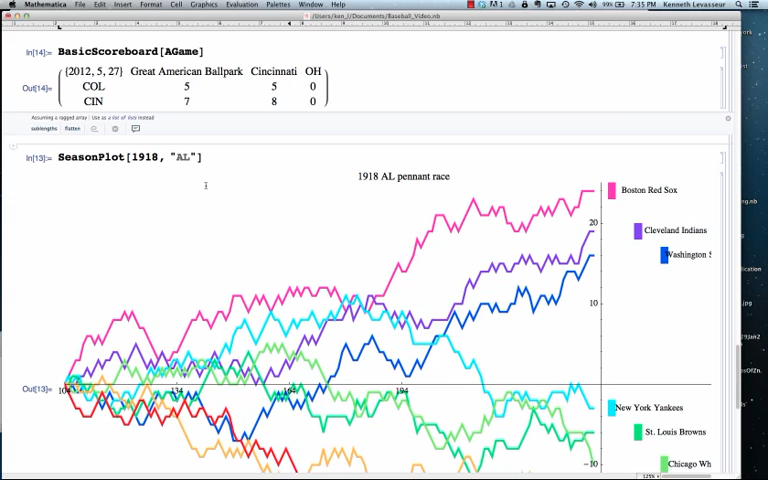 Mathematica File Edit Insert Format Cell Graphics Evaluation Palettes Window Help 99% 7:35 PM Kenneth Levasseur
/Users/ken_l/Documents/Baseball_Video.nb
In[14]:= BasicScoreboard[AGame]
{2012, 5, 27} Great American Ballpark Cincinnati OH
Out[14]= COL 5 5 0
CIN 7 8 0
Assuming a ragged array | Use as a list of lists instead
sublengths flatten
In[13]:= SeasonPlot[1918, "AL"]
1918 AL pennant race
Boston Red Sox
20
Cleveland Indians
Washington S
10
Out[13]= 104 134 164 194
New York Yankees
St. Louis Browns
-10
Chicago Wh
125%